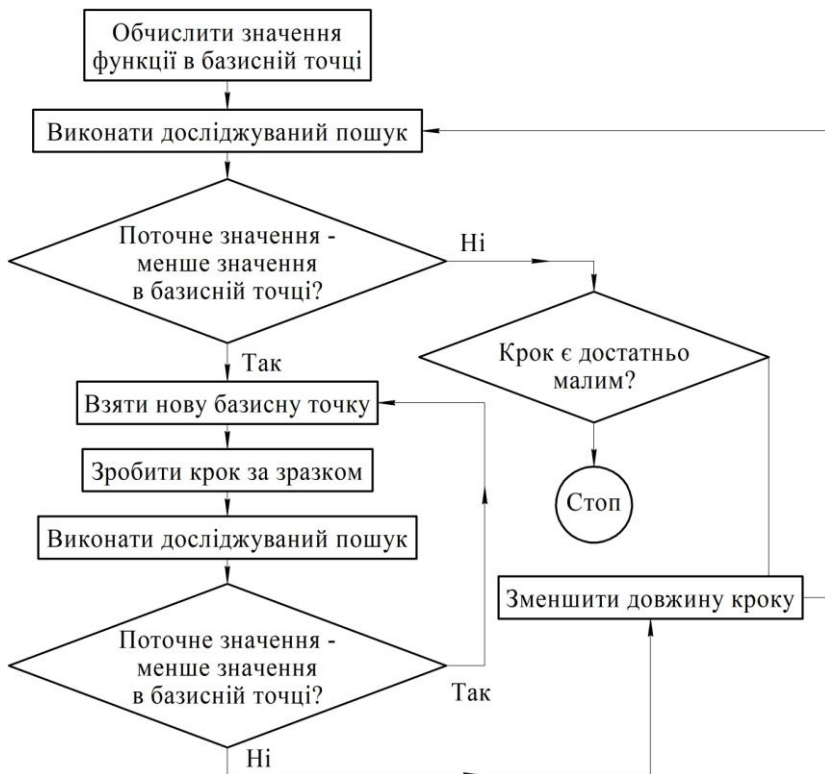 Обчислити значення
функції в базисній точці
Виконати досліджуваний пошук
Поточне значення -
менше значення
в базисній точці?
Ні
Крок є достатньо
малим?
Так
Взяти нову базисну точку
Зробити крок за зразком
Стоп
Виконати досліджуваний пошук
Зменшити довжину кроку
Поточне значення -
менше значення
в базисній точці?
Так
Ні